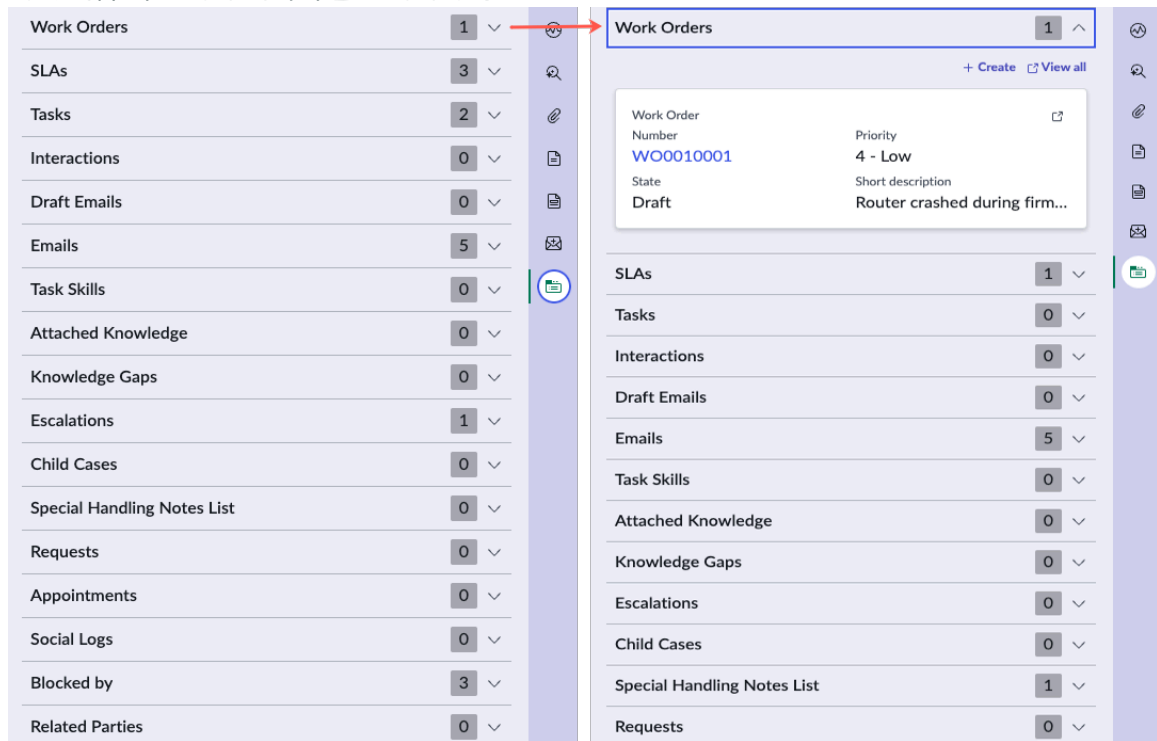 Work Orders 1
SLAs 3
Tasks 2
Interactions 0
Draft Emails 0
Emails 5
Task Skills 0
Attached Knowledge 0
Knowledge Gaps 0
Escalations 1
Child Cases 0
Special Handling Notes List 0
Requests 0
Appointments 0
Social Logs 0
Blocked by 3
Related Parties 0
Work Orders 1
+ Create View all
Work Order
Number Priority
WO0010001 4 - Low
State Short description
Draft Router crashed during firm...
SLAs 1
Tasks 0
Interactions 0
Draft Emails 0
Emails 5
Task Skills 0
Attached Knowledge 0
Knowledge Gaps 0
Escalations 0
Child Cases 0
Special Handling Notes List 1
Requests 0